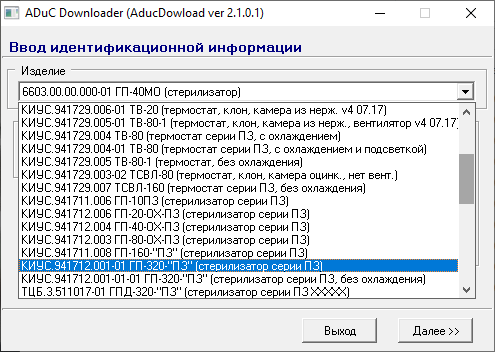 ADuC Downloader (AducDowload ver 2.1.0.1)
Ввод идентификационной информации
Изделие
6603.00.00.000-01 ГП-40МО (стерилизатор)
КИУС.941729.006-01 ТВ-20 (термостат, клон, камера из нерж. v4 07.17)
КИУС.941729.005-01 ТВ-80-1 (термостат, клон, камера из нерж., вентилятор v4 07.17)
КИУС.941729.004 ТВ-80 (термостат серии ПЗ, с охлаждением)
КИУС.941729.004-01 ТВ-80 (термостат серии ПЗ, с охлаждением и подсветкой)
КИУС.941729.005 ТВ-80-1 (термостат, без охлаждения)
КИУС.941729.003-02 ТСВЛ-80 (термостат, клон, камера оцинк., нет вент.)
КИУС.941729.007 ТСВЛ-160 (термостат серии ПЗ, без охлаждения)
КИУС.941711.006 ГП-10ПЗ (стерилизатор серии ПЗ)
КИУС.941712.006 ГП-20-ОХ-ПЗ (стерилизатор серии ПЗ)
КИУС.941712.004 ГП-40-ОХ-ПЗ (стерилизатор серии ПЗ)
КИУС.941712.003 ГП-80-ОХ-ПЗ (стерилизатор серии ПЗ)
КИУС.941711.008 ГП-160-"ПЗ" (стерилизатор серии ПЗ)
КИУС.941712.001-01 ГП-320-"ПЗ" (стерилизатор серии ПЗ)
КИУС.941712.001-01-01 ГП-320-"ПЗ" (стерилизатор серии ПЗ, без охлаждения)
ТЦБ.3.511017-01 ГПД-320-"ПЗ" (стерилизатор серии ПЗ XXXXX)
Выход
Далее >>